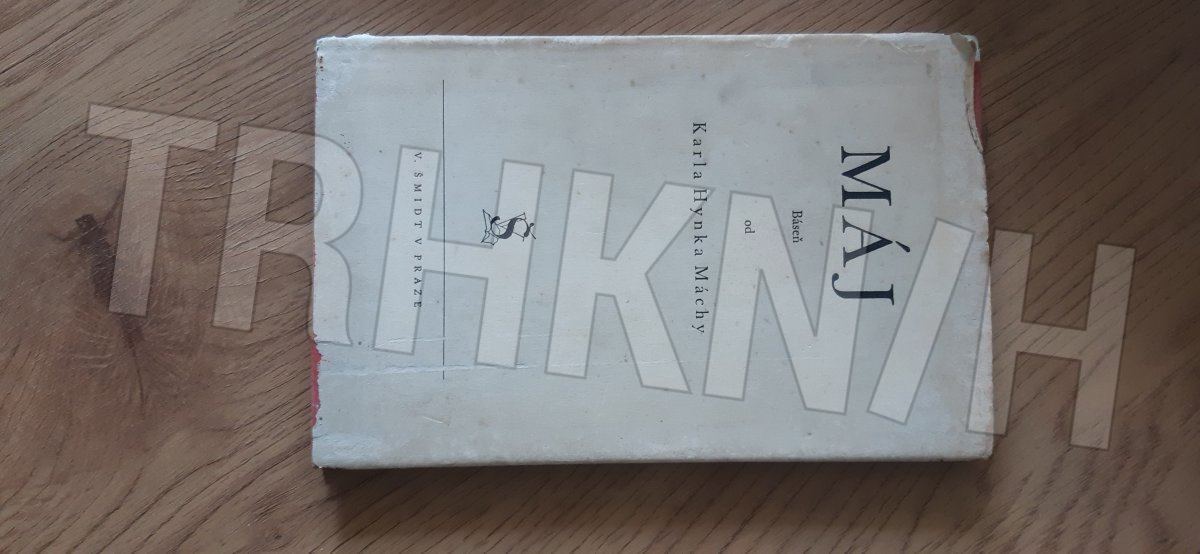 MÁJ
Báseň
od
Karla Hynka Máchy
Š
V. ŠMIDT V PRAZE
TRHKNIH